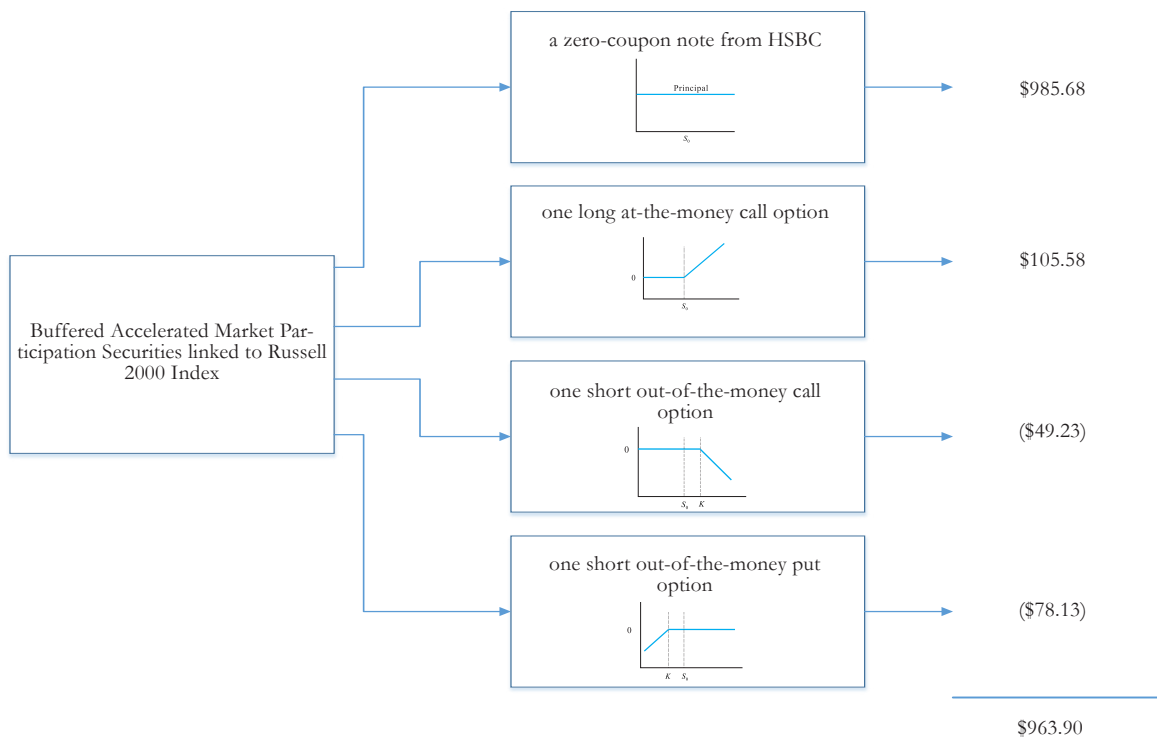 a zero-coupon note from HSBC
Principal
S0
$985.68
one long at-the-money call option
0
S0
$105.58
Buffered Accelerated Market Par-
ticipation Securities linked to Russell
2000 Index
one short out-of-the-money call
option
0
S0 K
($49.23)
one short out-of-the-money put
option
0
K S0
($78.13)
$963.90